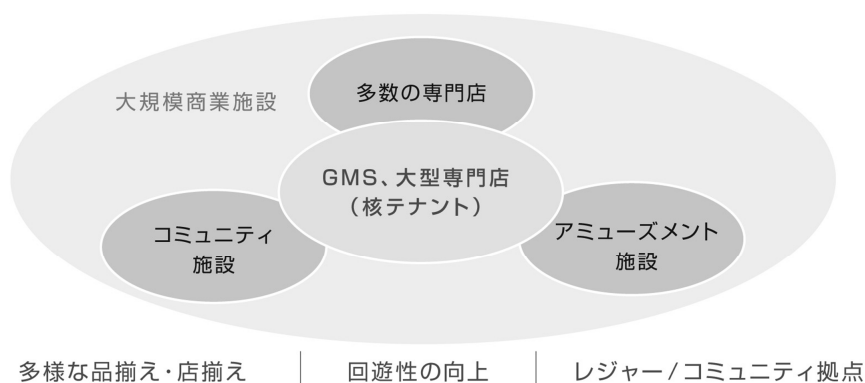 大規模商業施設
多数の専門店
GMS、大型専門店
（核テナント）
コミュニティ
施設
アミューズメント
施設
多様な品揃え・店揃え
回遊性の向上
レジャー/コミュニティ拠点